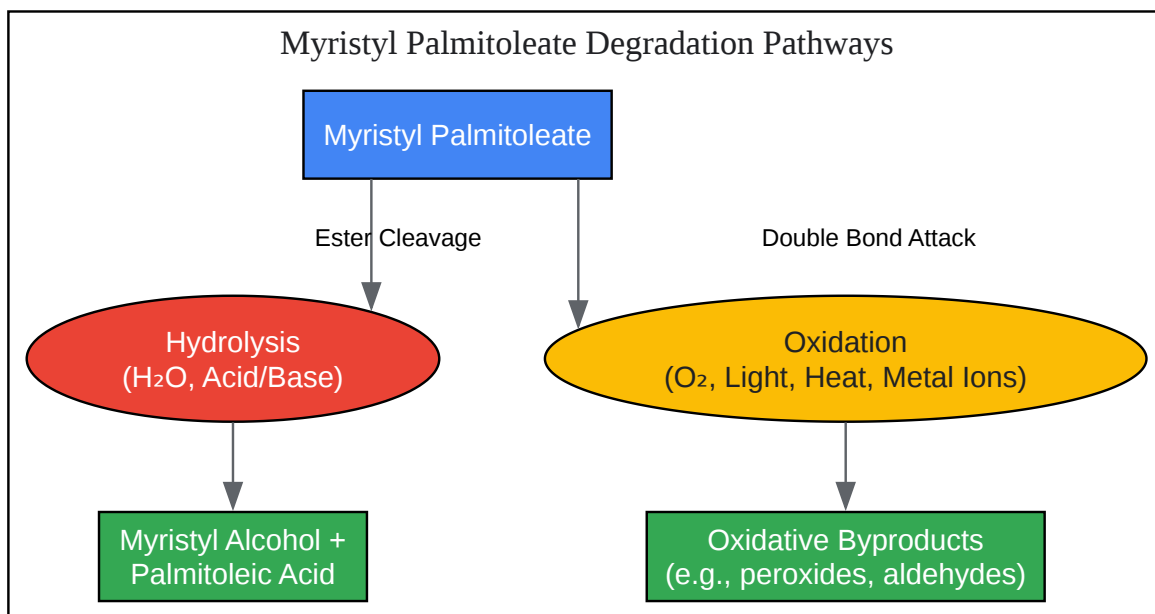 Myristyl Palmitoleate Degradation Pathways
Myristyl Palmitoleate
Ester Cleavage
Double Bond Attack
Hydrolysis
(H₂O, Acid/Base)
Oxidation
(O₂, Light, Heat, Metal Ions)
Myristyl Alcohol +
Palmitoleic Acid
Oxidative Byproducts
(e.g., peroxides, aldehydes)